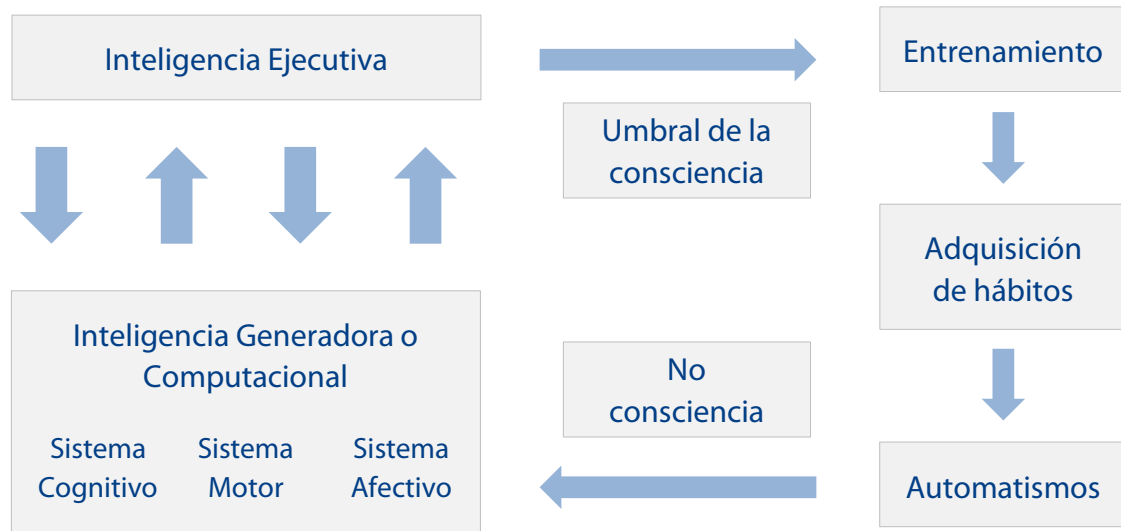 Inteligencia Ejecutiva
Entrenamiento
Umbral de la
consciencia
Adquisición
de hábitos
Inteligencia Generadora o
Computacional
Sistema Sistema Sistema
Cognitivo Motor Afectivo
No
consciencia
Automatismos